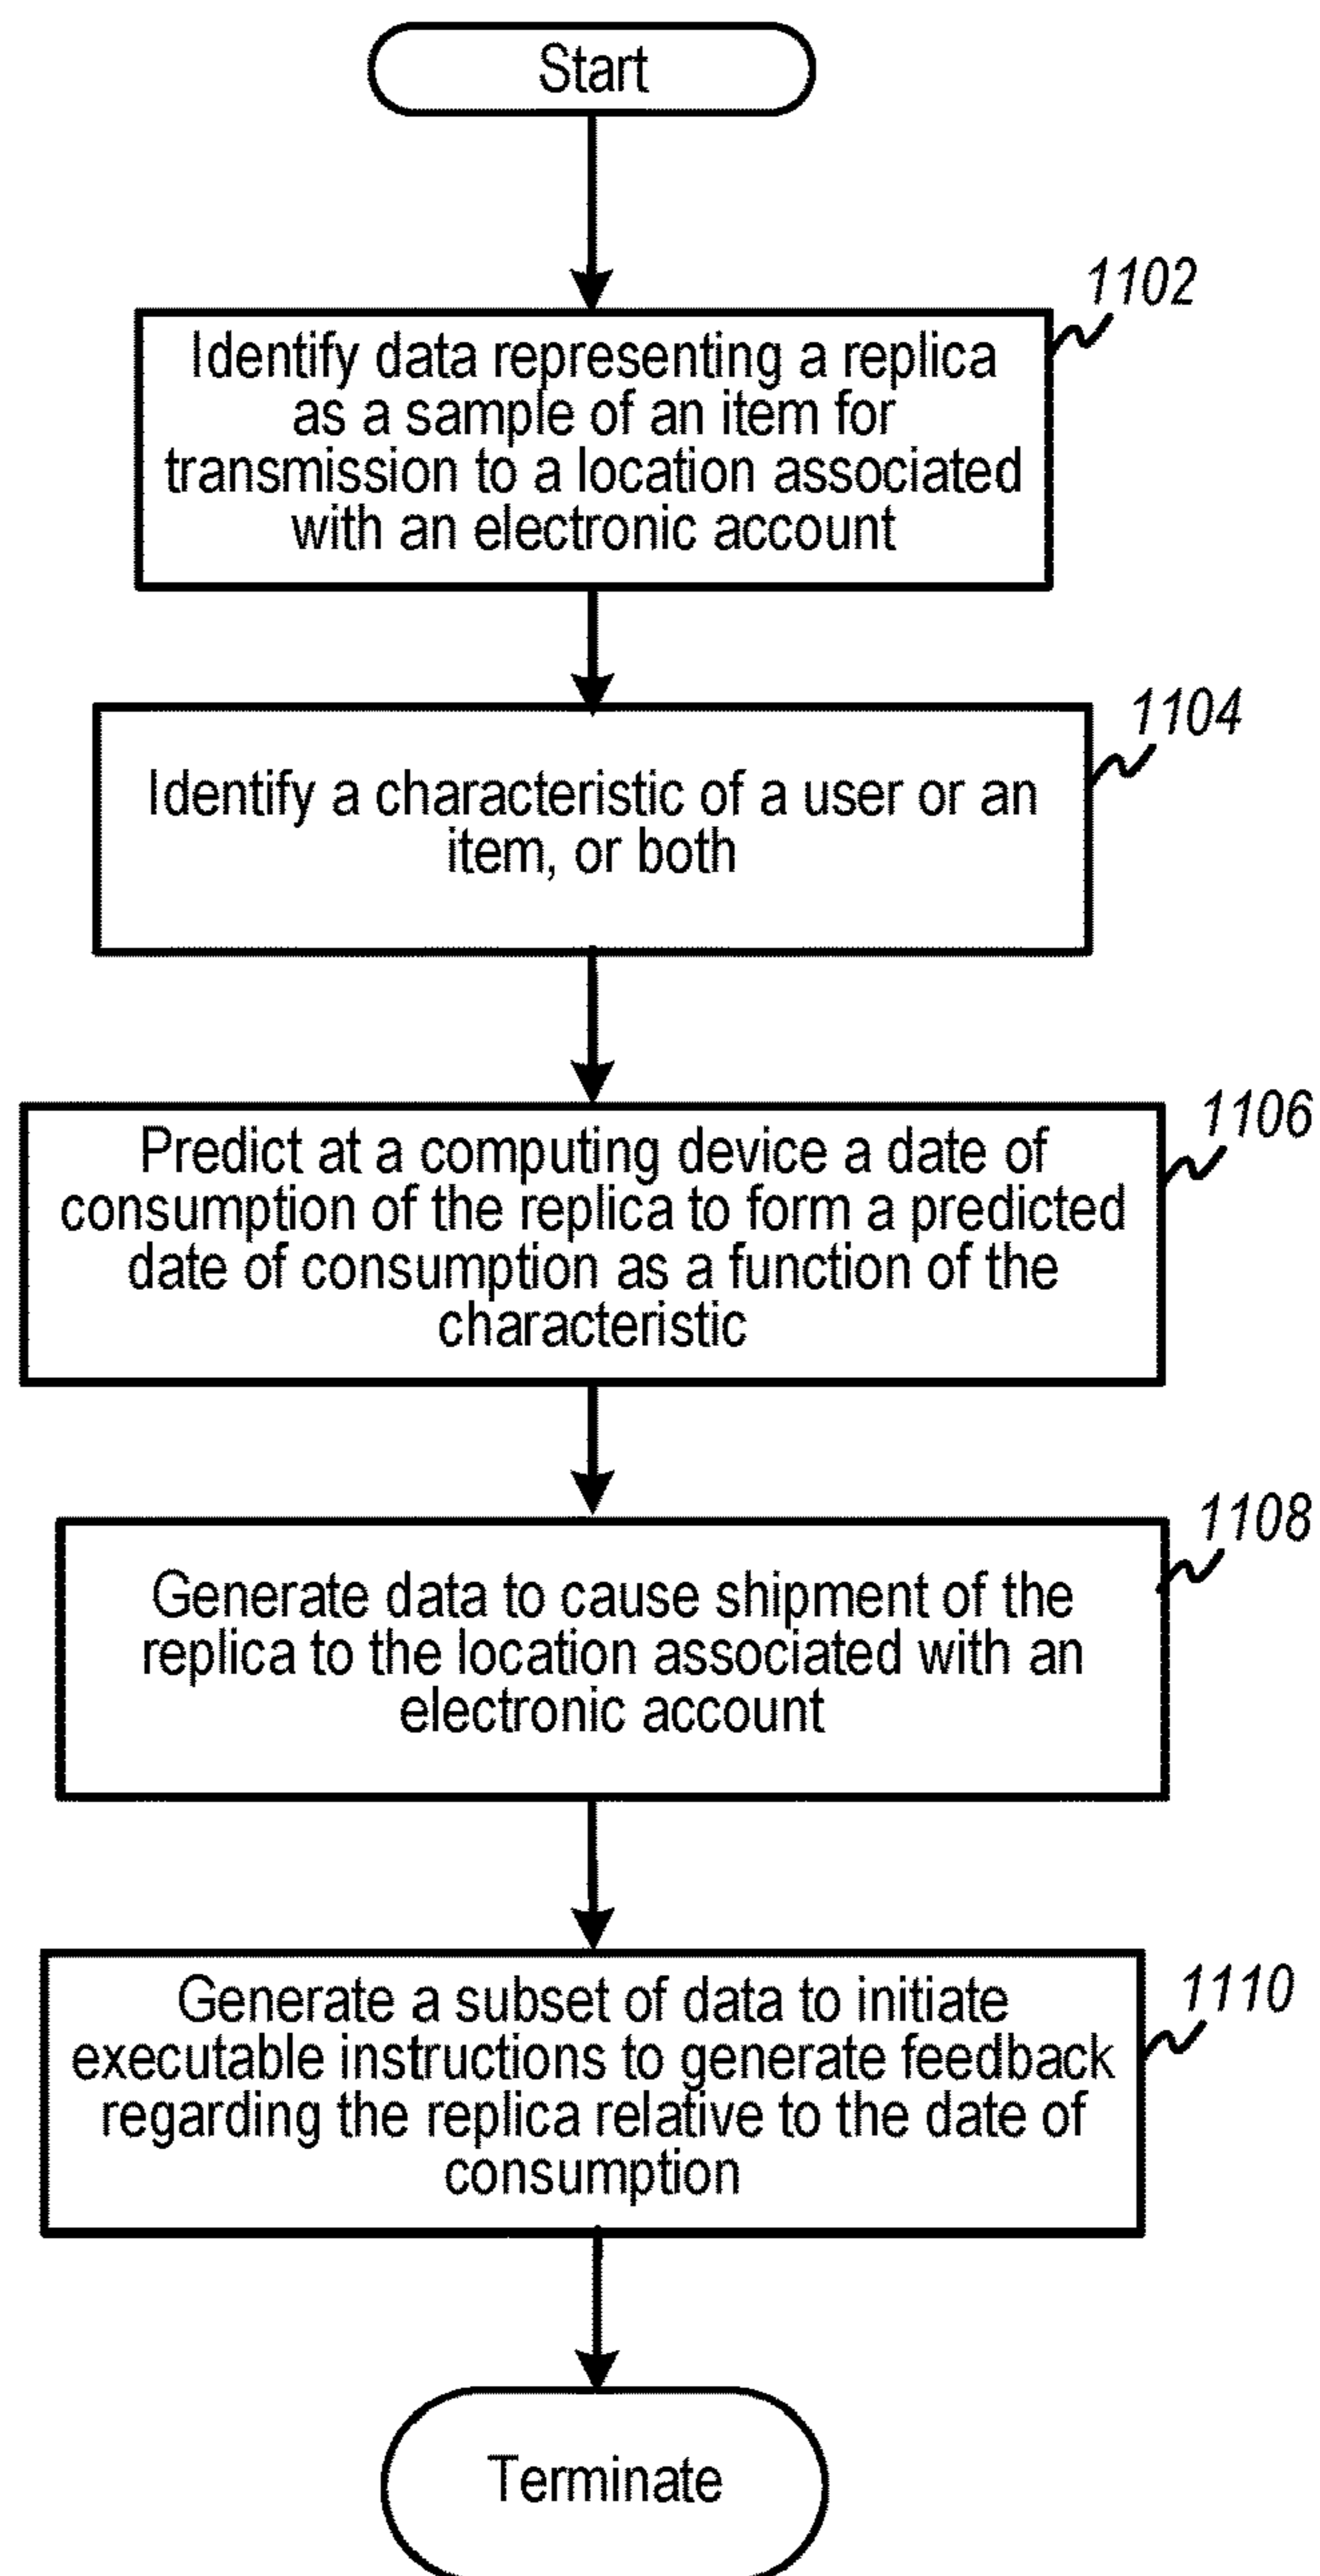 Start
1102
Identify data representing a replica
as a sample of an item for
transmission to a location associated
with an electronic account
1104
Identify a characteristic of a user or an
item, or both
1106
Predict at a computing device a date of
consumption of the replica to form a predicted
date of consumption as a function of the
characteristic
1108
Generate data to cause shipment of the
replica to the location associated with an
electronic account
1110
Generate a subset of data to initiate
executable instructions to generate feedback
regarding the replica relative to the date of
consumption
Terminate